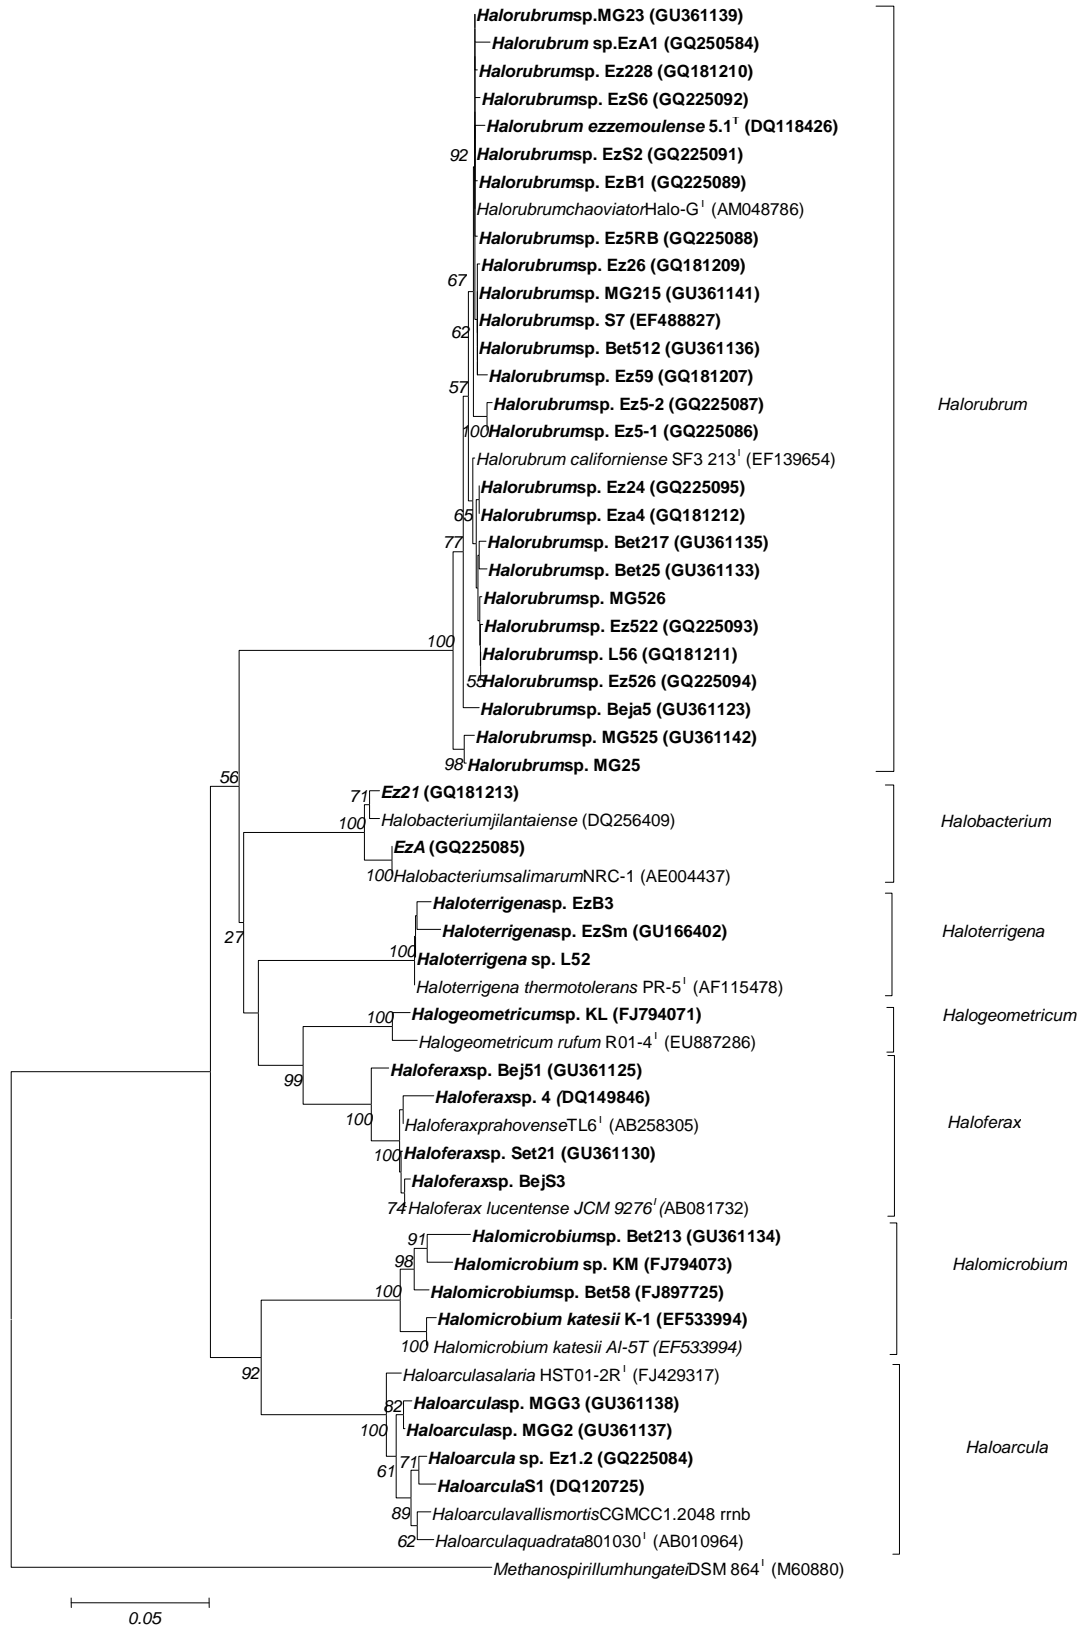 Halorubrumsp.MG23 (GU361139)
Halorubrum sp.EzA1 (GQ250584)
Halorubrumsp. Ez228 (GQ181210)
Halorubrumsp. EzS6 (GQ225092)
Halorubrum ezzemoulense 5.1ᵀ (DQ118426)
92
Halorubrumsp. EzS2 (GQ225091)
Halorubrumsp. EzB1 (GQ225089)
HalorubrumchaoviatorHalo-Gᵀ (AM048786)
Halorubrumsp. Ez5RB (GQ225088)
Halorubrumsp. Ez26 (GQ181209)
67
Halorubrumsp. MG215 (GU361141)
Halorubrumsp. S7 (EF488827)
62
Halorubrumsp. Bet512 (GU361136)
Halorubrumsp. Ez59 (GQ181207)
57
Halorubrumsp. Ez5-2 (GQ225087)
Halorubrum
100
Halorubrumsp. Ez5-1 (GQ225086)
Halorubrum californiense SF3 213ᵀ (EF139654)
Halorubrumsp. Ez24 (GQ225095)
65
Halorubrumsp. Eza4 (GQ181212)
77
Halorubrumsp. Bet217 (GU361135)
Halorubrumsp. Bet25 (GU361133)
Halorubrumsp. MG526
Halorubrumsp. Ez522 (GQ225093)
100
Halorubrumsp. L56 (GQ181211)
55
Halorubrumsp. Ez526 (GQ225094)
Halorubrumsp. Beja5 (GU361123)
Halorubrumsp. MG525 (GU361142)
98
Halorubrumsp. MG25
56
71
Ez21 (GQ181213)
100
Halobacteriumjilantaiense (DQ256409)
Halobacterium
EzA (GQ225085)
100
HalobacteriumsalimarumNRC-1 (AE004437)
Haloterrigenasp. EzB3
27
Haloterrigenasp. EzSm (GU166402)
Haloterrigena
100
Haloterrigena sp. L52
Haloterrigena thermotolerans PR-5ᵀ (AF115478)
100
Halogeometricumsp. KL (FJ794071)
Halogeometricum
Halogeometricum rufum R01-4ᵀ (EU887286)
99
Haloferaxsp. Bej51 (GU361125)
Haloferaxsp. 4 (DQ149846)
100
HaloferaxprahovenseTL6ᵀ (AB258305)
Haloferax
100
Haloferaxsp. Set21 (GU361130)
Haloferaxsp. BejS3
74
Haloferax lucentense JCM 9276ᵀ (AB081732)
91
Halomicrobiumsp. Bet213 (GU361134)
98
Halomicrobium sp. KM (FJ794073)
Halomicrobium
100
Halomicrobiumsp. Bet58 (FJ897725)
Halomicrobium katesii K-1 (EF533994)
100
Halomicrobium katesii Al-5T (EF533994)
92
Haloarculasalaria HST01-2Rᵀ (FJ429317)
82
Haloarculasp. MGG3 (GU361138)
100
Haloarculasp. MGG2 (GU361137)
Haloarcula
61
71
Haloarcula sp. Ez1.2 (GQ225084)
HaloarculaS1 (DQ120725)
89
HaloarculavallismortisCGMCC1.2048 rrnb
62
Haloarculaquadrata801030ᵀ (AB010964)
MethanospirillumhungateiDSM 864ᵀ (M60880)
0.05